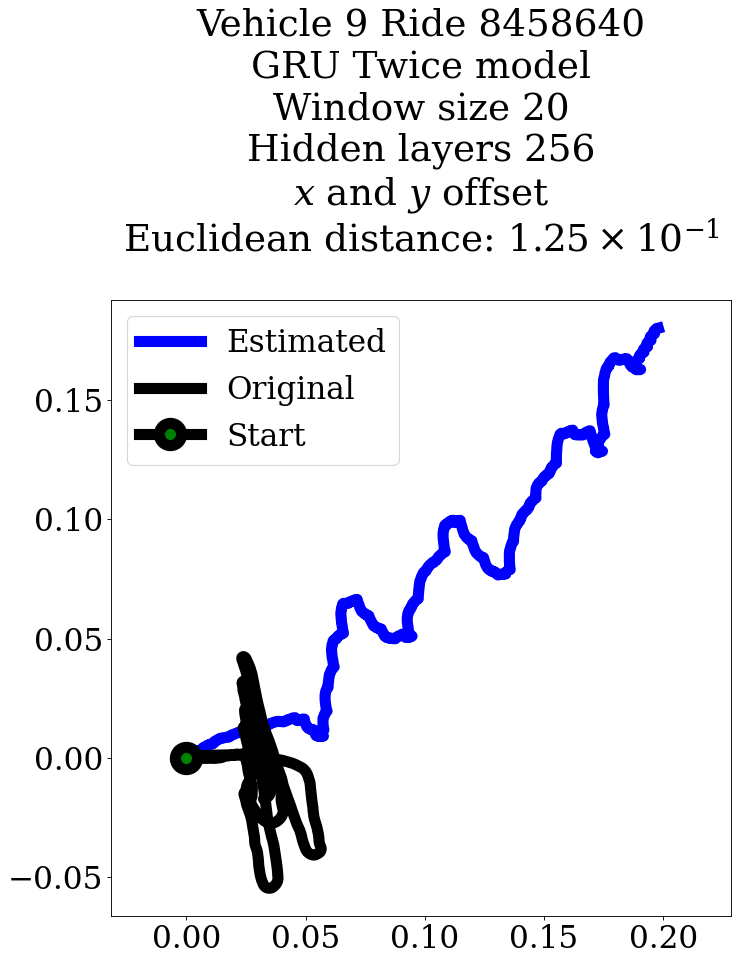 Vehicle 9 Ride 8458640
GRU Twice model
Window size 20
Hidden layers 256
x and y offset
Euclidean distance: 1.25 × 10⁻¹
Estimated
Original
Start
0.15
0.10
0.05
0.00
−0.05
0.00 0.05 0.10 0.15 0.20